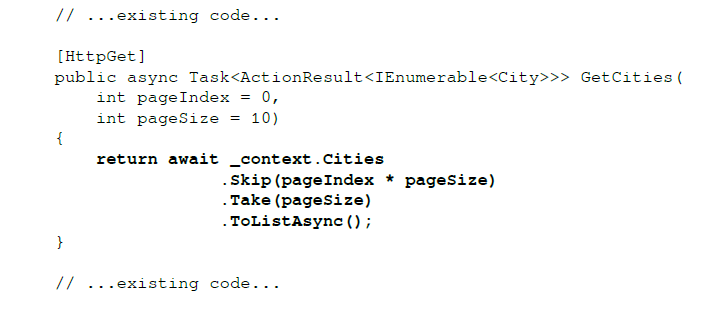 // ...existing code...
[HttpGet]
public async Task<ActionResult<IEnumerable<City>>> GetCities(
int pageIndex = 0,
int pageSize = 10)
{
return await _context.Cities
.Skip(pageIndex * pageSize)
.Take(pageSize)
.ToListAsync();
}
// ...existing code...